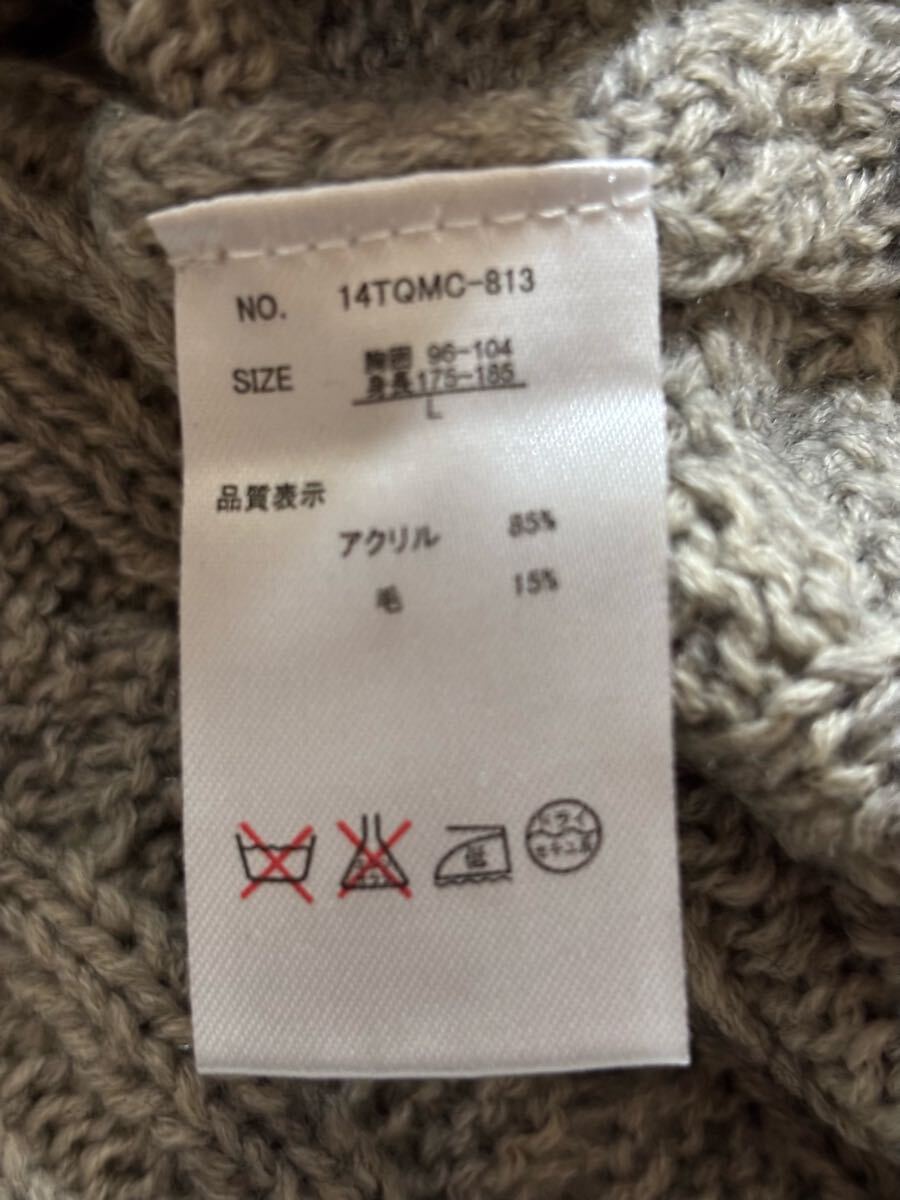 NO. 14TQMC-813
SIZE
胸囲 96-104
身長175-185
L
品質表示
アクリル 85%
毛 15%
低
ドライ
セキユ系